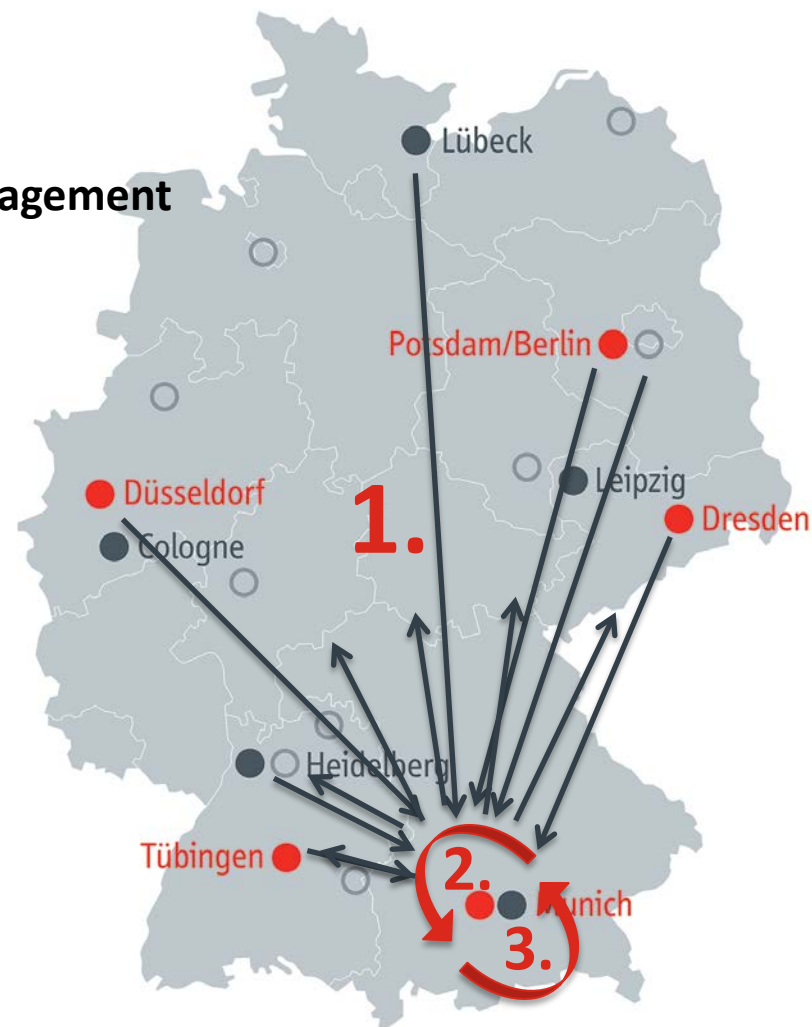 Lübeck
agement
Potsdam/Berlin
Leipzig
Düsseldorf
1.
Dresden
Cologne
Heidelberg
Tübingen
2.
Munich
3.